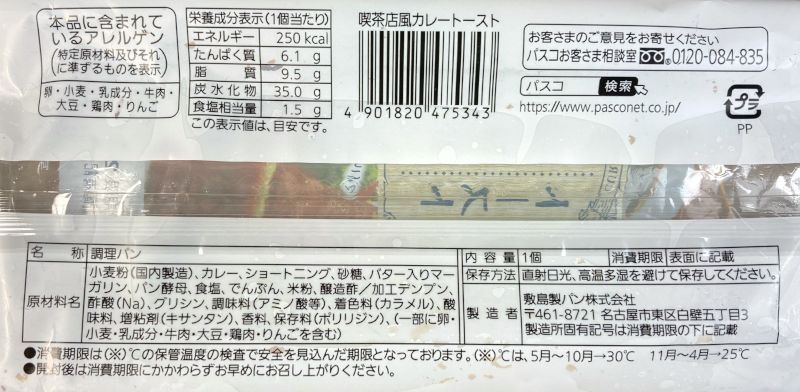 本品に含まれて
いるアレルゲン
(特定原材料及びそれ
に準ずるものを表示)
卵・小麦・乳成分・牛肉・
大豆・鶏肉・りんご
栄養成分表示(1個当たり)
エネルギー 250 kcal
たんぱく質 6.1 g
脂質 9.5 g
炭水化物 35.0 g
食塩相当量 1.5 g
この表示値は、目安です。
喫茶店風カレートースト
4 901820 475343
お客さまのご意見をお寄せください
パスコお客さま相談室 0120-084-835
パスコ 検索
https://www.pasconet.co.jp/
プラ
PP
名称 調理パン
原材料名 小麦粉(国内製造)、カレー、ショートニング、砂糖、バター入りマー
ガリン、パン酵母、食塩、でんぷん、米粉、醸造酢/加工デンプン、
酢酸(Na)、グリシン、調味料(アミノ酸等)、着色料(カラメル)、酸
味料、増粘剤(キサンタン)、香料、保存料(ポリリジン)、(一部に卵・
小麦・乳成分・牛肉・大豆・鶏肉・りんごを含む)
内容量 1個 消費期限 表面に記載
保存方法 直射日光、高温多湿を避けて保存してください。
製造者 敷島製パン株式会社
〒461-8721 名古屋市東区白壁五丁目3
製造所固有記号は消費期限の下に記載
●消費期限は(※)℃の保管温度の検査で安全を見込んだ期限となっております。(※)℃は、5月~10月→30℃ 11月~4月→25℃
●開封後は消費期限にかかわらずお早めにお召し上がりください。